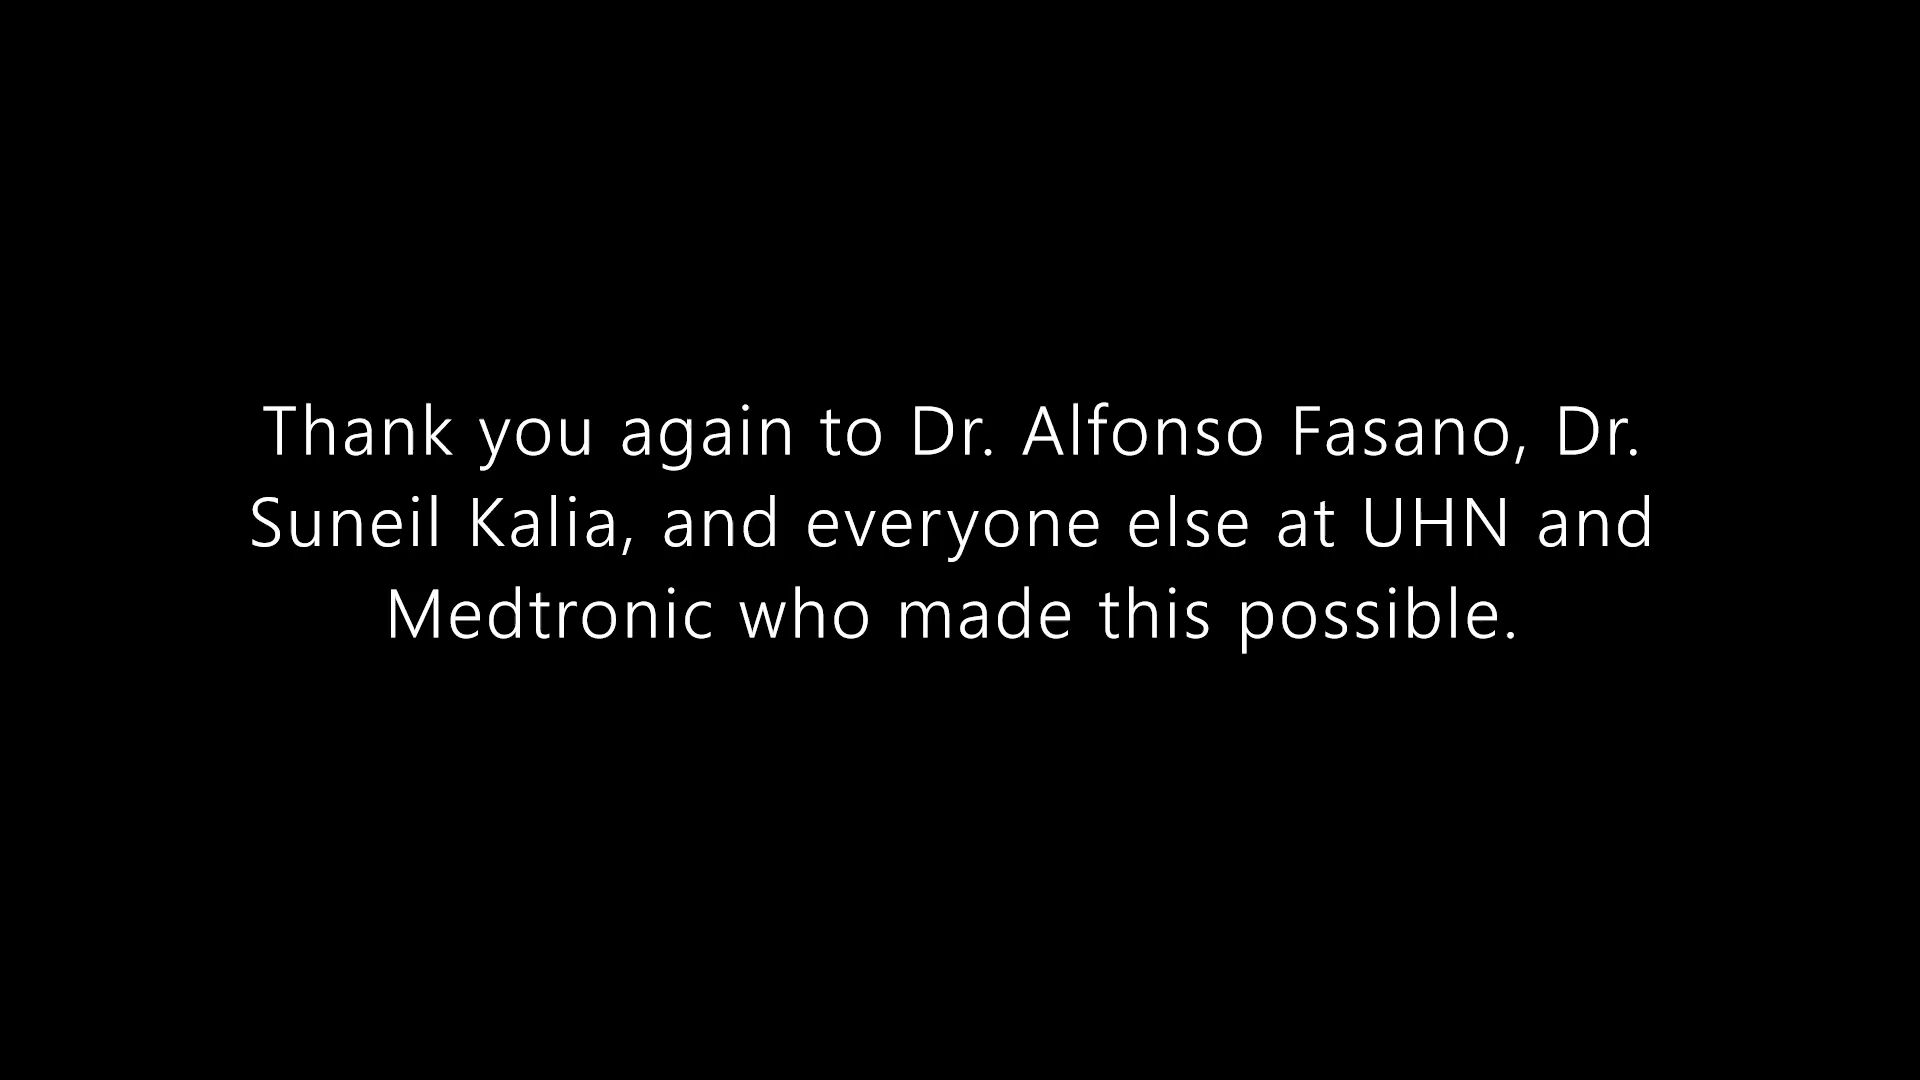 Thank you again to Dr. Alfonso Fasano, Dr.
Suneil Kalia, and everyone else at UHN and
Medtronic who made this possible.